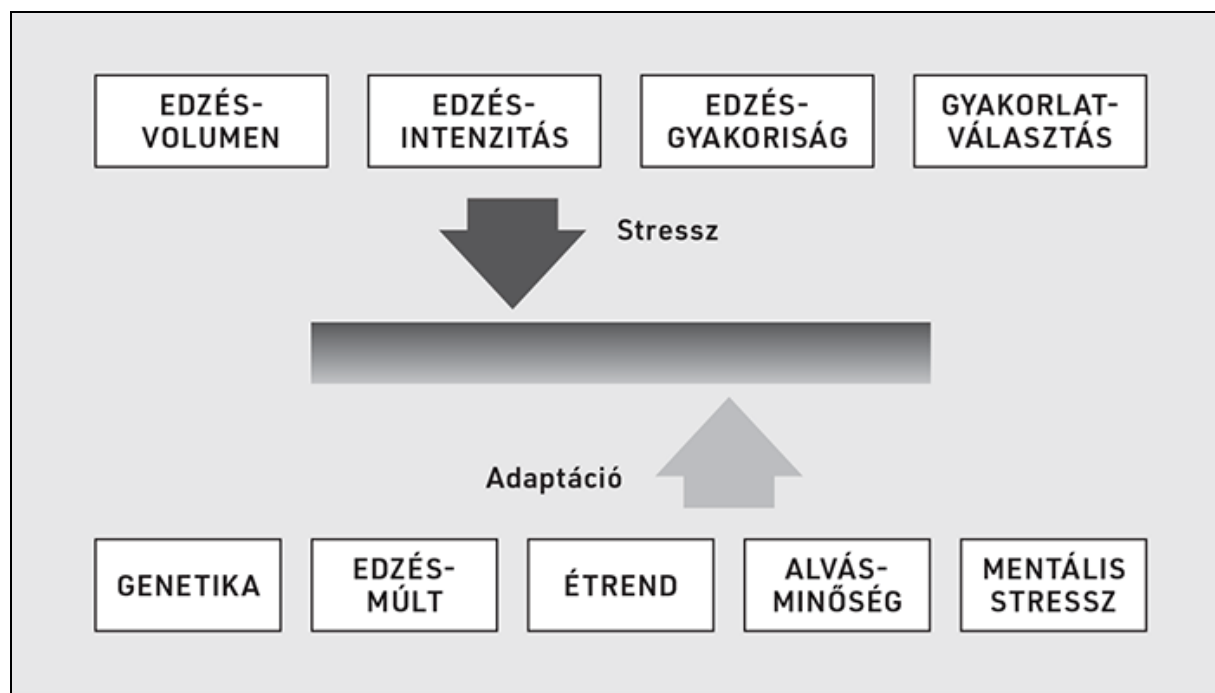 EDZÉS-
VOLUMEN
EDZÉS-
INTENZITÁS
EDZÉS-
GYAKORISÁG
GYAKORLAT-
VÁLASZTÁS
Stressz
Adaptáció
GENETIKA
EDZÉS-
MÚLT
ÉTREND
ALVÁS-
MINŐSÉG
MENTÁLIS
STRESSZ